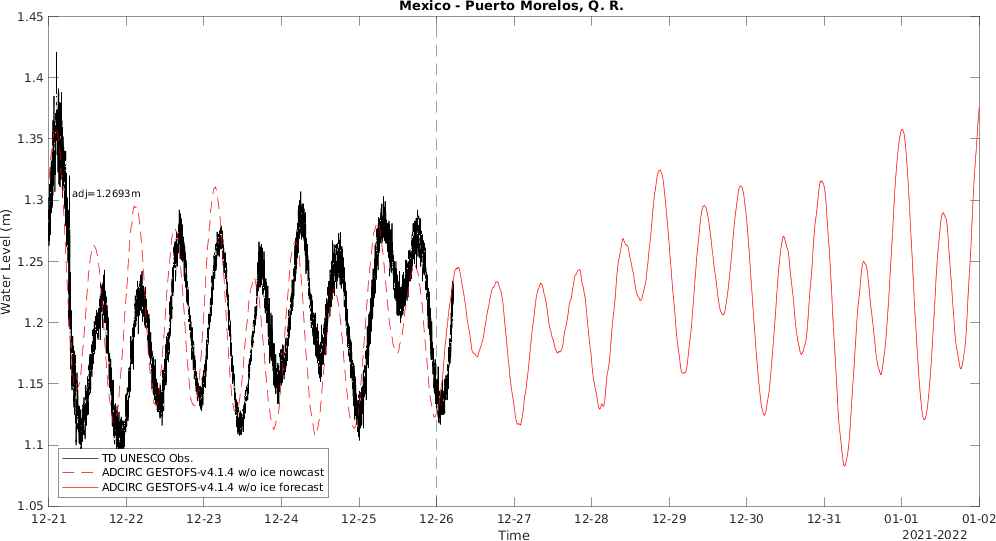 Mexico - Puerto Morelos, Q. R.
1.45
1.4
1.35
1.3
1.25
1.2
1.15
1.1
1.05
Water Level (m)
adj=1.2693m
TD UNESCO Obs.
ADCIRC GESTOFS-v4.1.4 w/o ice nowcast
ADCIRC GESTOFS-v4.1.4 w/o ice forecast
12-21 12-22 12-23 12-24 12-25 12-26 12-27 12-28 12-29 12-30 12-31 01-01 01-02
Time
2021-2022